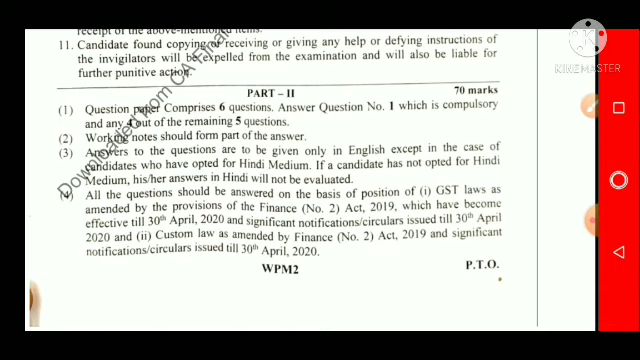 receipt of the above-mentioned items.
11. Candidate found copying or receiving or giving any help or defying instructions of
the invigilators will be expelled from the examination and will also be liable for
further punitive action.
PART – II
70 marks
(1) Question paper Comprises 6 questions. Answer Question No. 1 which is compulsory
and any 4 out of the remaining 5 questions.
(2) Working notes should form part of the answer.
(3) Answers to the questions are to be given only in English except in the case of
candidates who have opted for Hindi Medium. If a candidate has not opted for Hindi
Medium, his/her answers in Hindi will not be evaluated.
(4) All the questions should be answered on the basis of position of (i) GST laws as
amended by the provisions of the Finance (No. 2) Act, 2019, which have become
effective till 30th April, 2020 and significant notifications/circulars issued till 30th April
2020 and (ii) Custom law as amended by Finance (No. 2) Act, 2019 and significant
notifications/circulars issued till 30th April, 2020.
WPM2
P.T.O.
Downloaded from CA Final
KINEMASTER